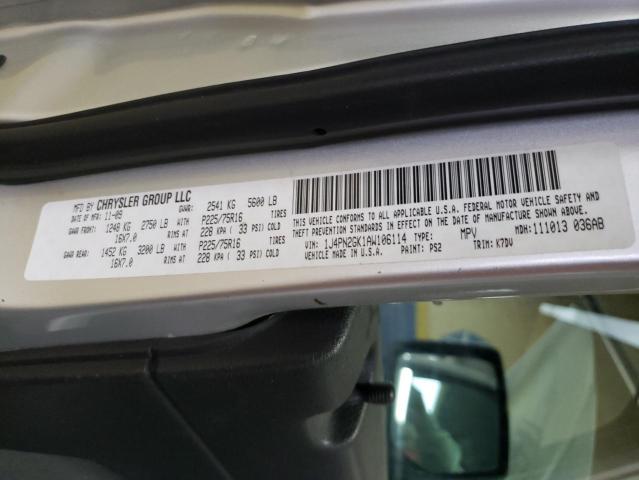 MFD BY CHRYSLER GROUP LLC
DATE OF MFR 11-09 GVWR: 2541 KG 5600 LB
GAWR FRONT: 1248 KG 2750 LB WITH P225/75R16 TIRES
16X7.0 RIMS AT 228 KPA ( 33 PSI) COLD
GAWR REAR: 1452 KG 3200 LB WITH P225/75R16 TIRES
16X7.0 RIMS AT 228 KPA ( 33 PSI) COLD
THIS VEHICLE CONFORMS TO ALL APPLICABLE U.S.A. FEDERAL MOTOR VEHICLE SAFETY, BUMPER AND
THEFT PREVENTION STANDARDS IN EFFECT ON THE DATE OF MANUFACTURE SHOWN ABOVE.
VIN: 1J4PN2GK1AW106114 TYPE: MPV MDH: 111013 036AB
MADE IN U.S.A. PAINT: PS2 TRIM: K7DV